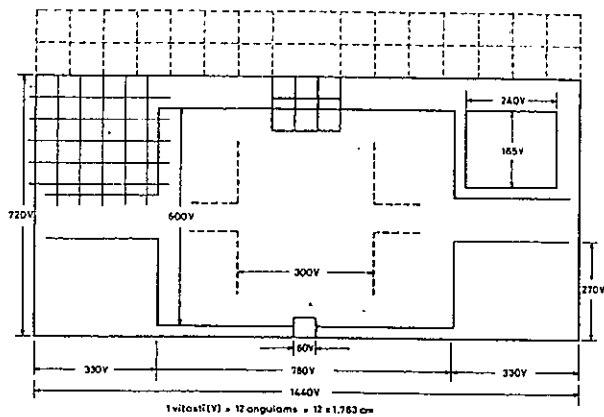 240V
165V
720V
600V
300V
270V
60V
330V
780V
330V
1440V
1 vitasti(V) = 12 angulams = 12 x 1.763 cm